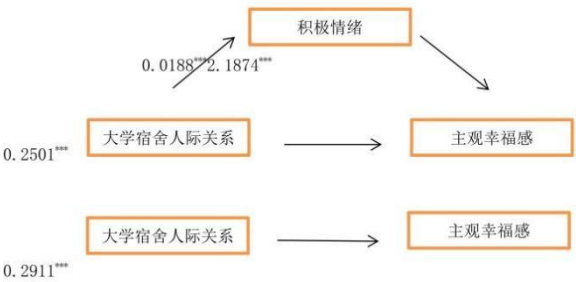 积极情绪
0.0188***2.1874***
大学宿舍人际关系 主观幸福感
0.2501***
大学宿舍人际关系 主观幸福感
0.2911***